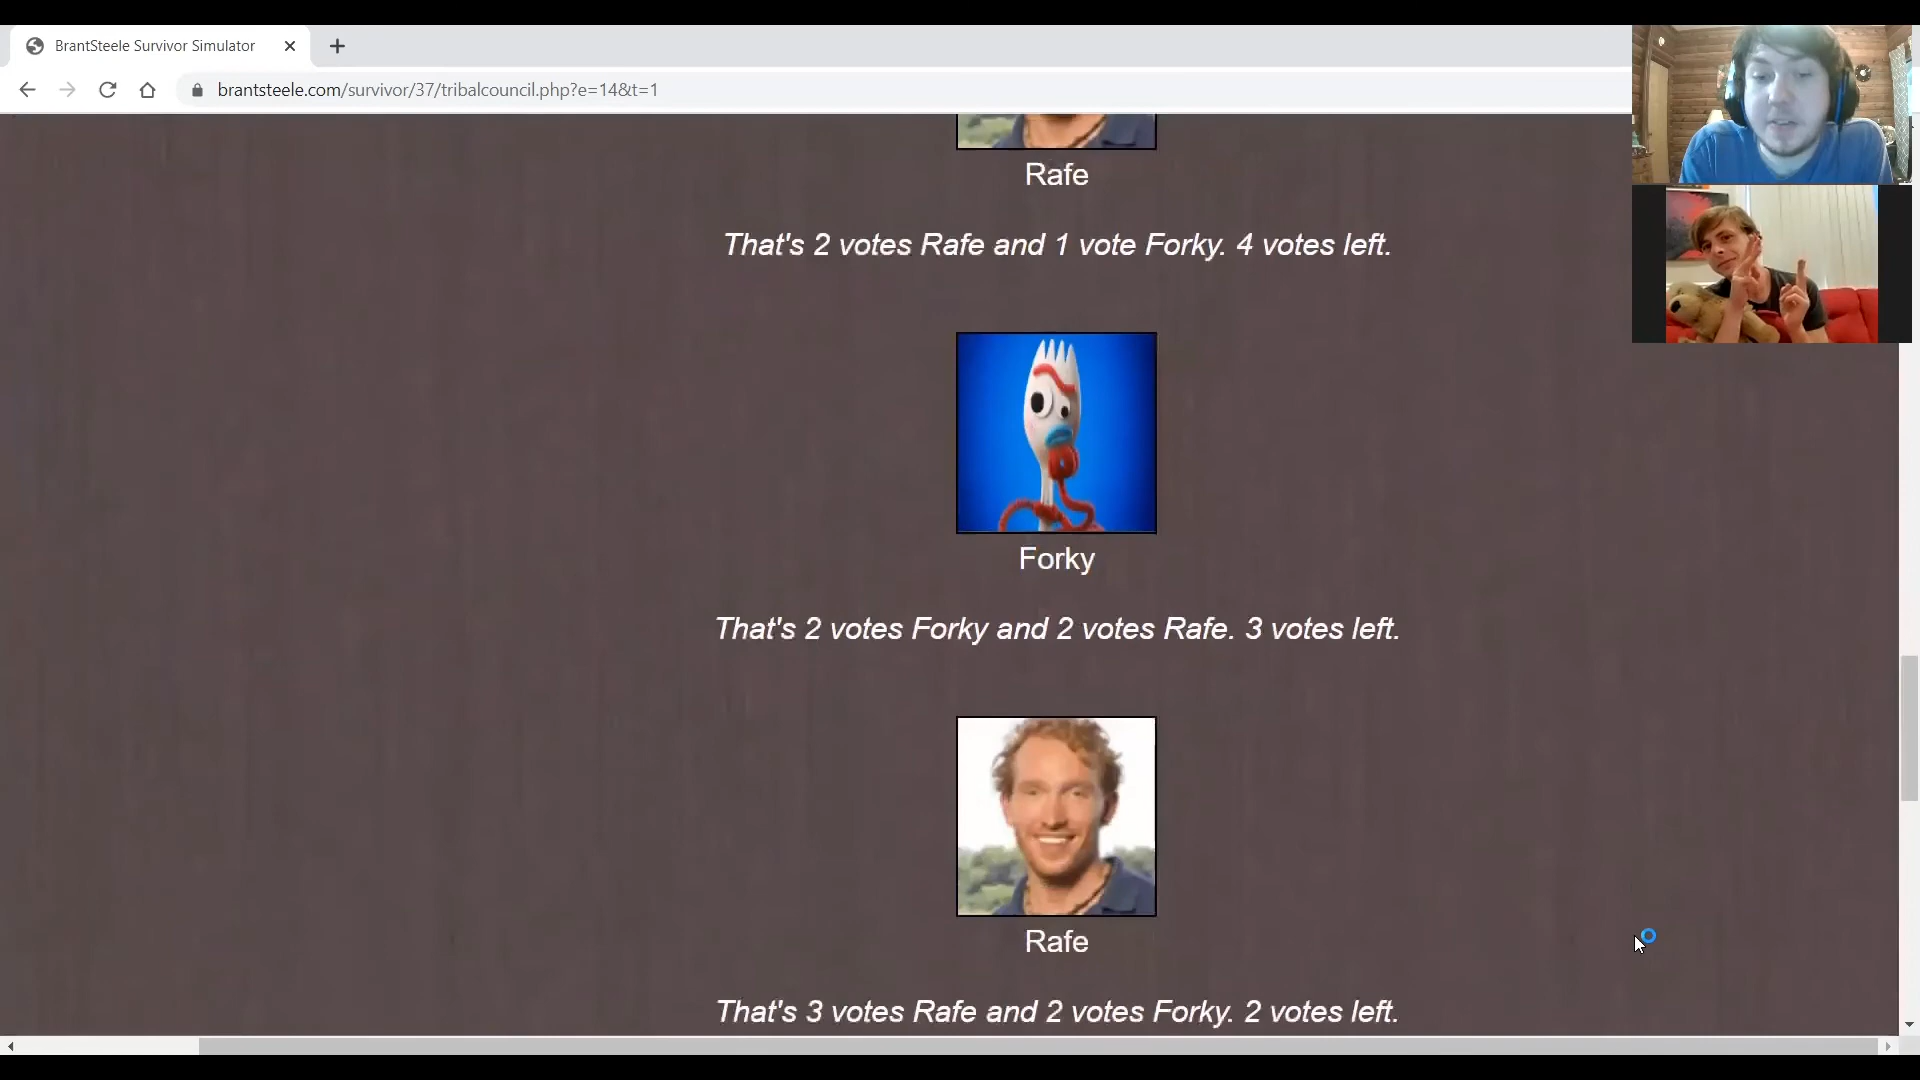 BrantSteele Survivor Simulator
brantsteele.com/survivor/37/tribalcouncil.php?e=14&t=1
Rafe
That's 2 votes Rafe and 1 vote Forky. 4 votes left.
Forky
That's 2 votes Forky and 2 votes Rafe. 3 votes left.
Rafe
That's 3 votes Rafe and 2 votes Forky. 2 votes left.